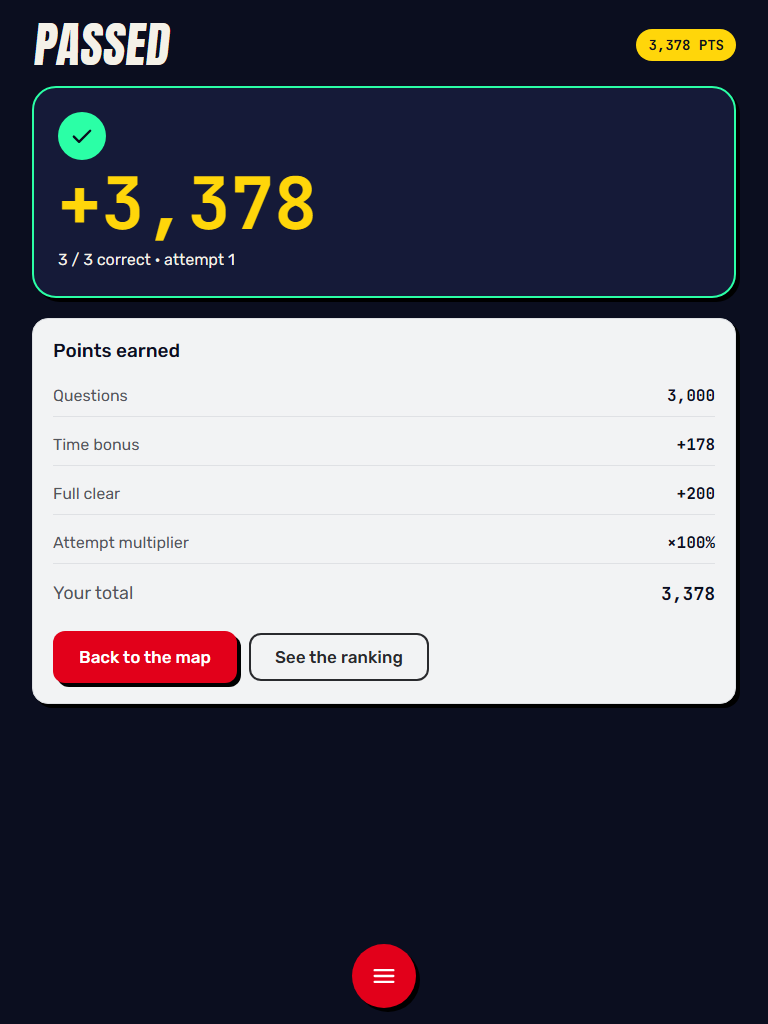 PASSED
3,378 PTS
+3,378
3 / 3 correct • attempt 1
Points earned
Questions 3,000
Time bonus +178
Full clear +200
Attempt multiplier ×100%
Your total 3,378
Back to the map See the ranking